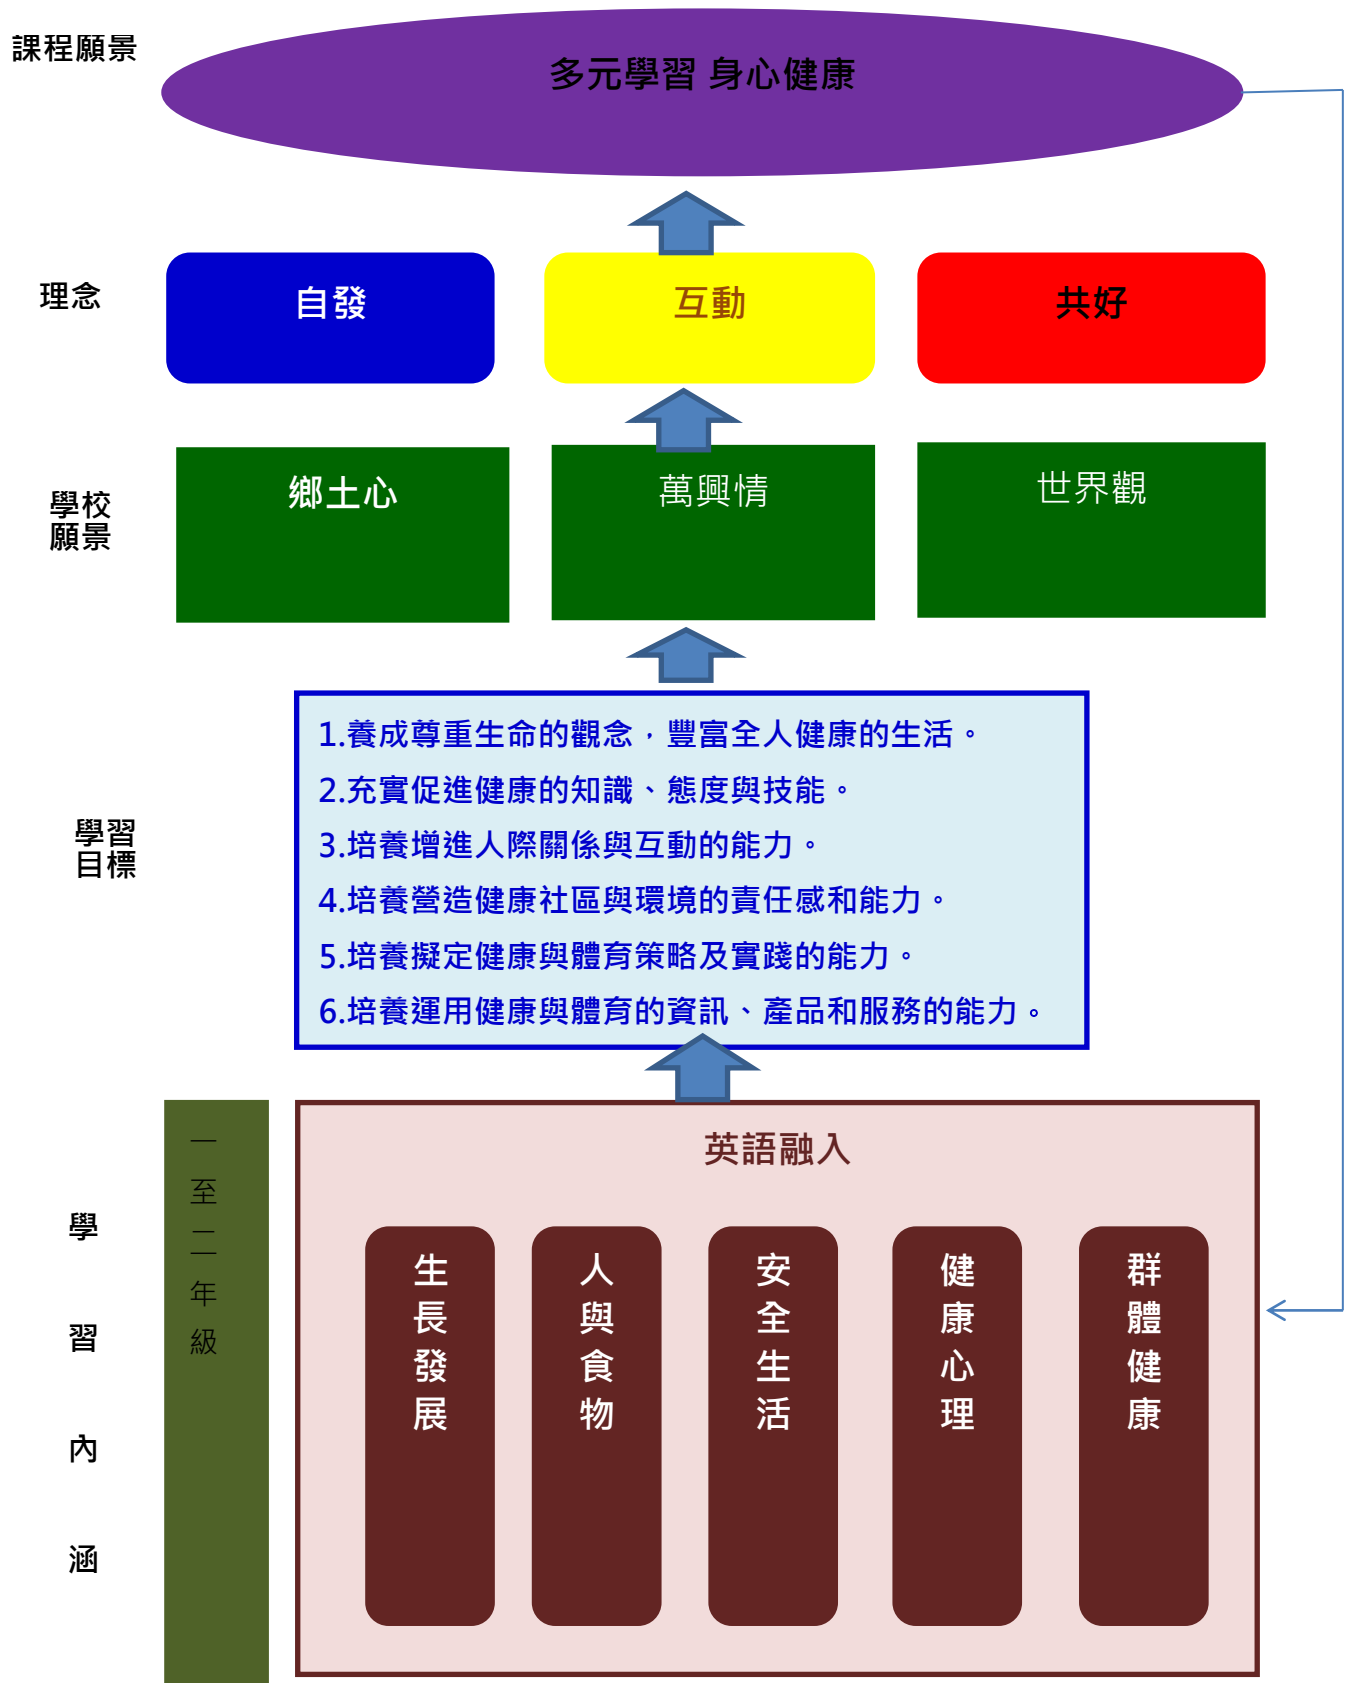 課程願景
多元學習 身心健康
理念
自發
互動
共好
學校
願景
鄉土心
萬興情
世界觀
學習
目標
1.養成尊重生命的觀念，豐富全人健康的生活。
2.充實促進健康的知識、態度與技能。
3.培養增進人際關係與互動的能力。
4.培養營造健康社區與環境的責任感和能力。
5.培養擬定健康與體育策略及實踐的能力。
6.培養運用健康與體育的資訊、產品和服務的能力。
學習內涵
一至二年級
英語融入
生長發展
人與食物
安全生活
健康心理
群體健康